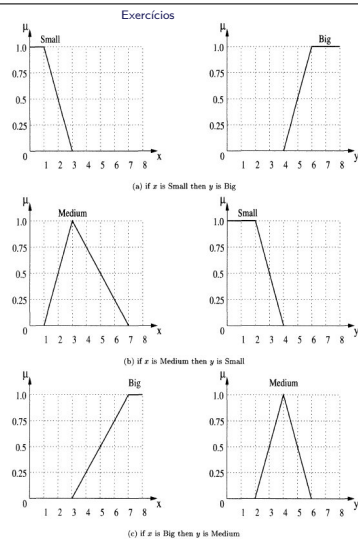 Exercícios
μ μ
Small Big
1.0 1.0
0.75 0.75
0.5 0.5
0.25 0.25
0 0
1 2 3 4 5 6 7 8 x 1 2 3 4 5 6 7 8 y
(a) if x is Small then y is Big
μ μ
Medium Small
1.0 1.0
0.75 0.75
0.5 0.5
0.25 0.25
0 0
1 2 3 4 5 6 7 8 x 1 2 3 4 5 6 7 8 y
(b) if x is Medium then y is Small
μ μ
Big Medium
1.0 1.0
0.75 0.75
0.5 0.5
0.25 0.25
0 0
1 2 3 4 5 6 7 8 x 1 2 3 4 5 6 7 8 y
(c) if x is Big then y is Medium